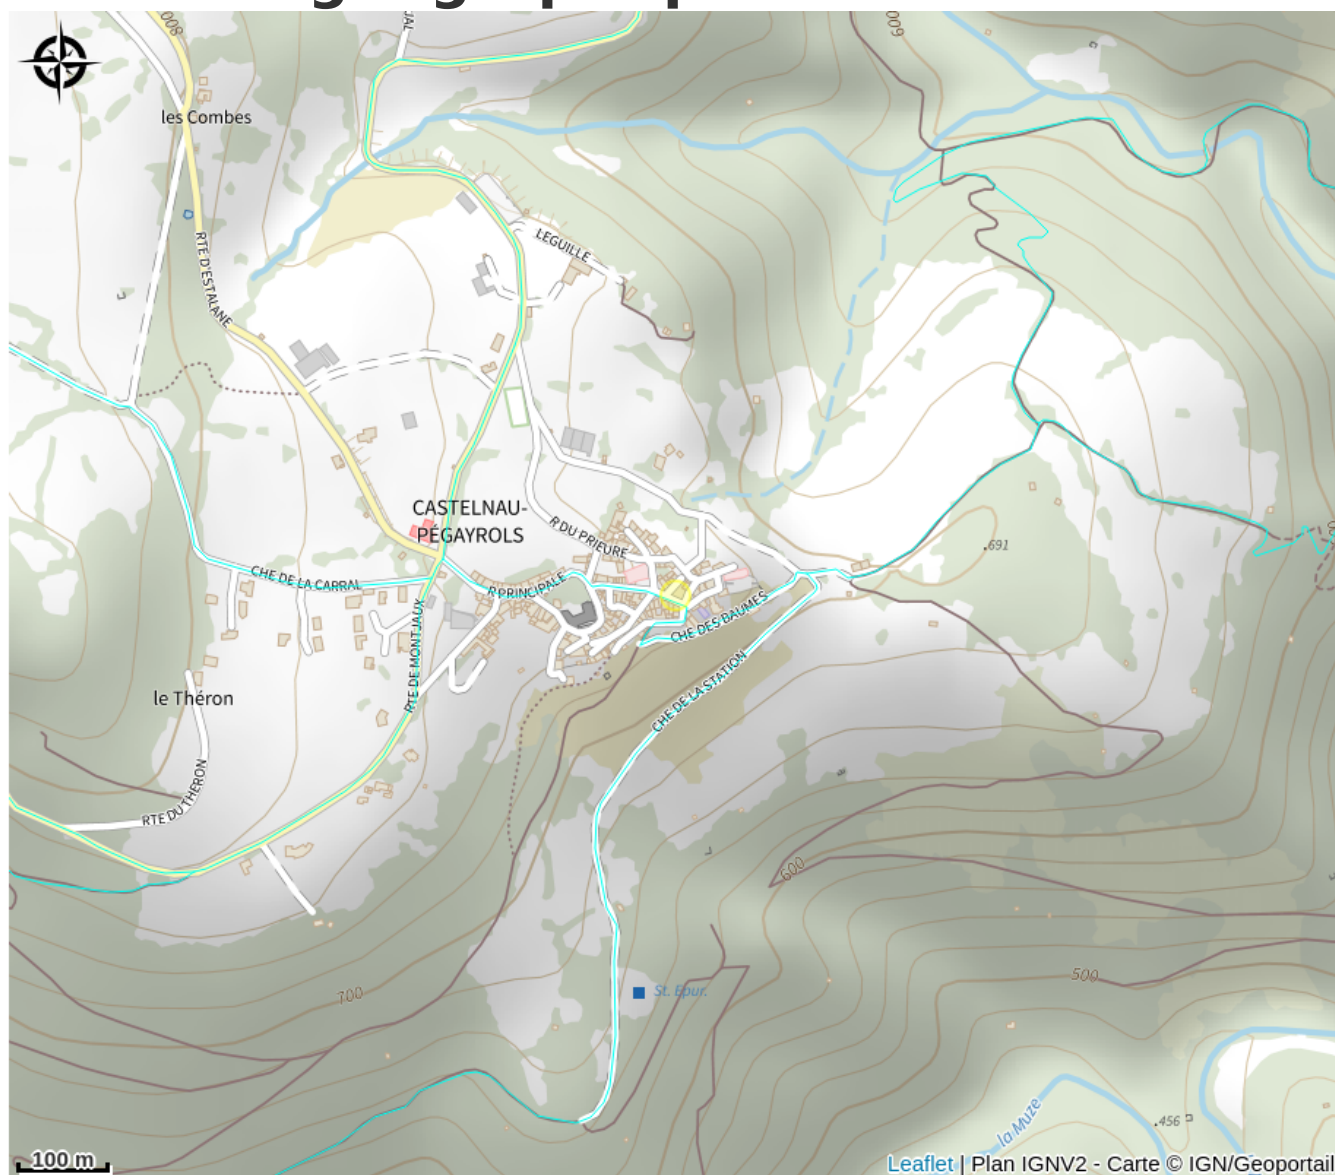 800
009
les Combes
LEGUILLE
RTE D'ESTALANE
CASTELNAU-
PÉGAYROLS
R DU PRIEURE
.691
CHE DE LA CARRAL
R PRINCIPALE
CHE DES BAUMES
RTE DE MONTJAUX
CHE DE LA STATION
le Théron
RTE DU THERON
600
500
St. Epur.
700
la Muze
.456
100 m
Leaflet | Plan IGNV2 - Carte © IGN/Geoportail